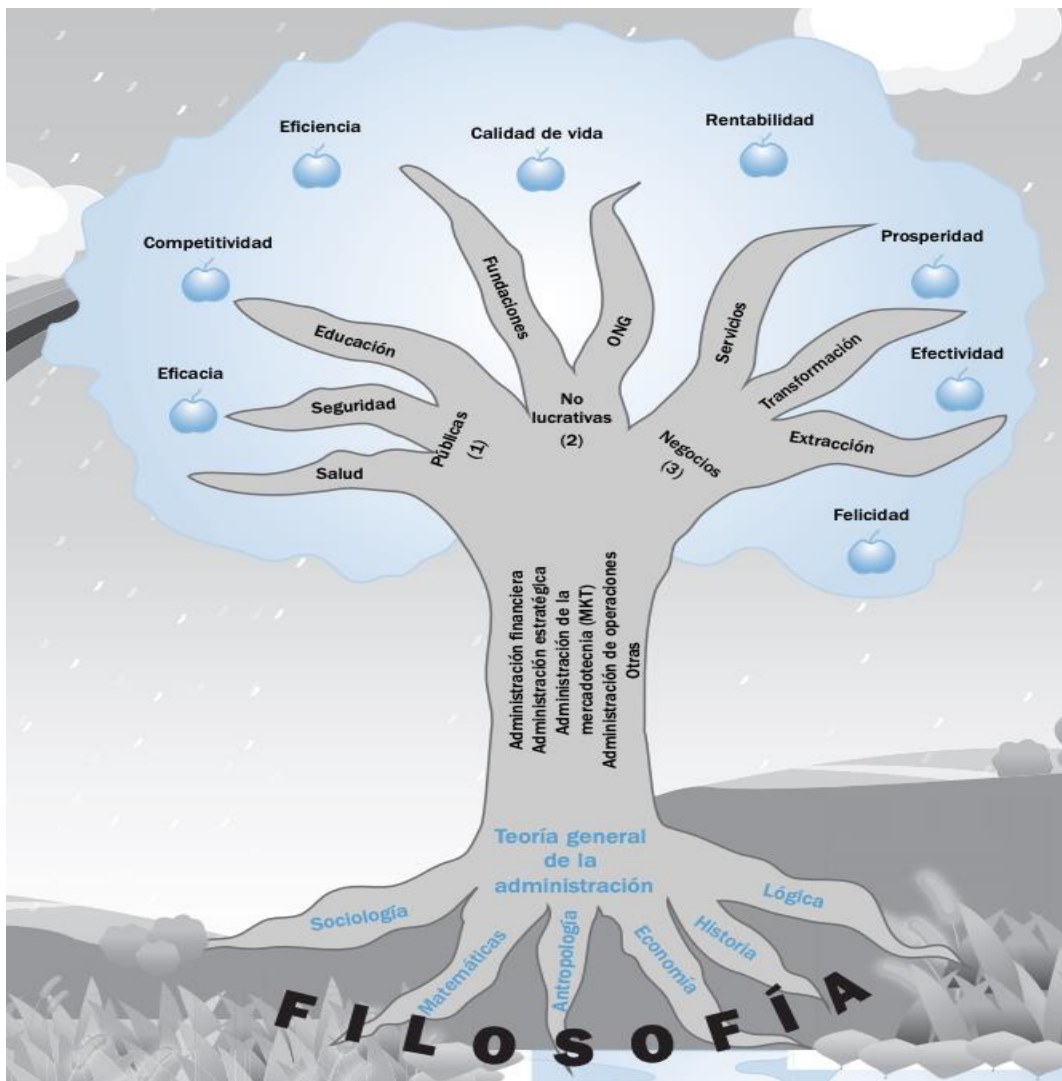 Eficiencia
Calidad de vida
Rentabilidad
Competitividad
Prosperidad
Eficacia
Efectividad
Felicidad
Educación
Seguridad
Salud
Públicas
(1)
Fundaciones
ONG
No
lucrativas
(2)
Servicios
Transformación
Extracción
Negocios
(3)
Administración financiera
Administración estratégica
Administración de la
mercadotecnia (MKT)
Administración de operaciones
Otras
Teoría general
de la
administración
Sociología
Matemáticas
Antropología
Economía
Historia
Lógica
FILOSOFÍA